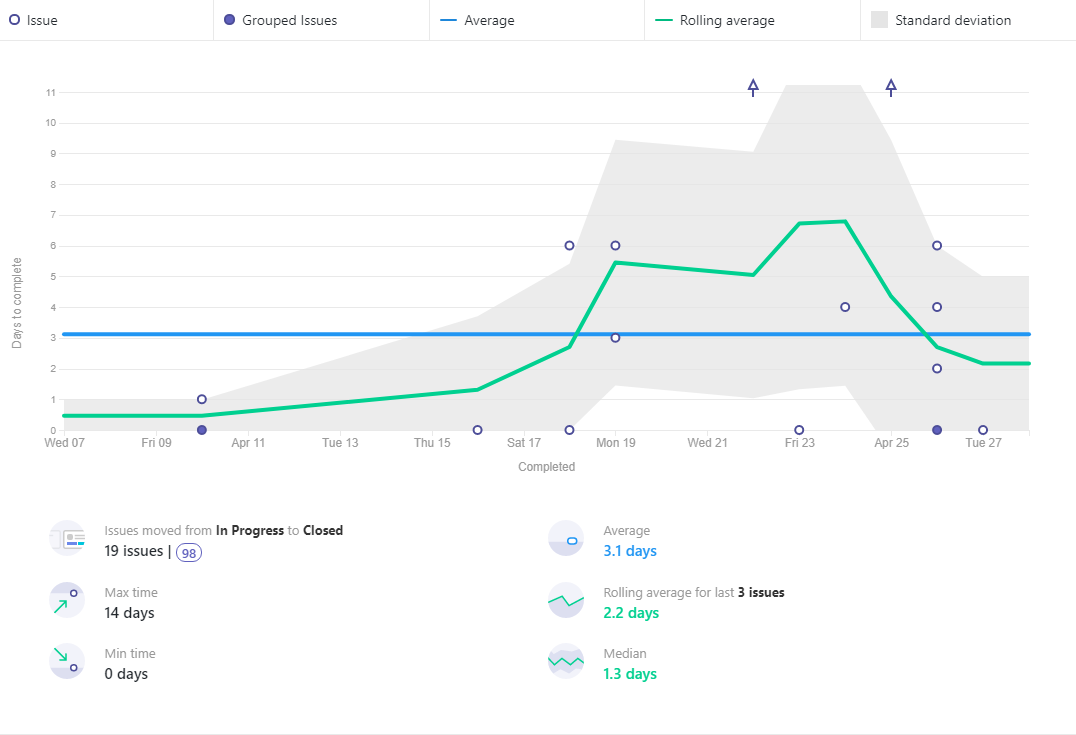 Issue
Grouped Issues
Average
Rolling average
Standard deviation
11
10
9
8
7
6
5
4
3
2
1
0
Days to complete
Wed 07
Fri 09
Apr 11
Tue 13
Thu 15
Sat 17
Mon 19
Wed 21
Fri 23
Apr 25
Tue 27
Completed
Issues moved from In Progress to Closed
19 issues | 98
Average
3.1 days
Max time
14 days
Rolling average for last 3 issues
2.2 days
Min time
0 days
Median
1.3 days